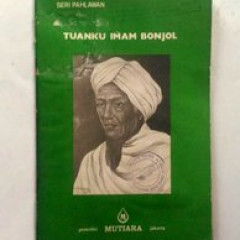 SERI PAHLAWAN
TUANKU IMAM BONJOL
penerbit MUTIARA jakarta